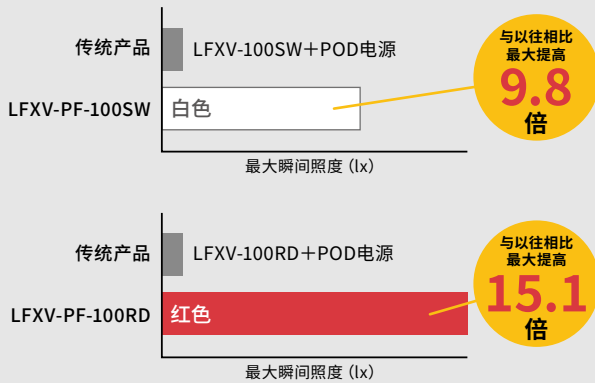 传统产品
LFXV-100SW＋POD电源
LFXV-PF-100SW
白色
最大瞬间照度（lx）
与以往相比
最大提高
9.8
倍
传统产品
LFXV-100RD＋POD电源
LFXV-PF-100RD
红色
最大瞬间照度（lx）
与以往相比
最大提高
15.1
倍